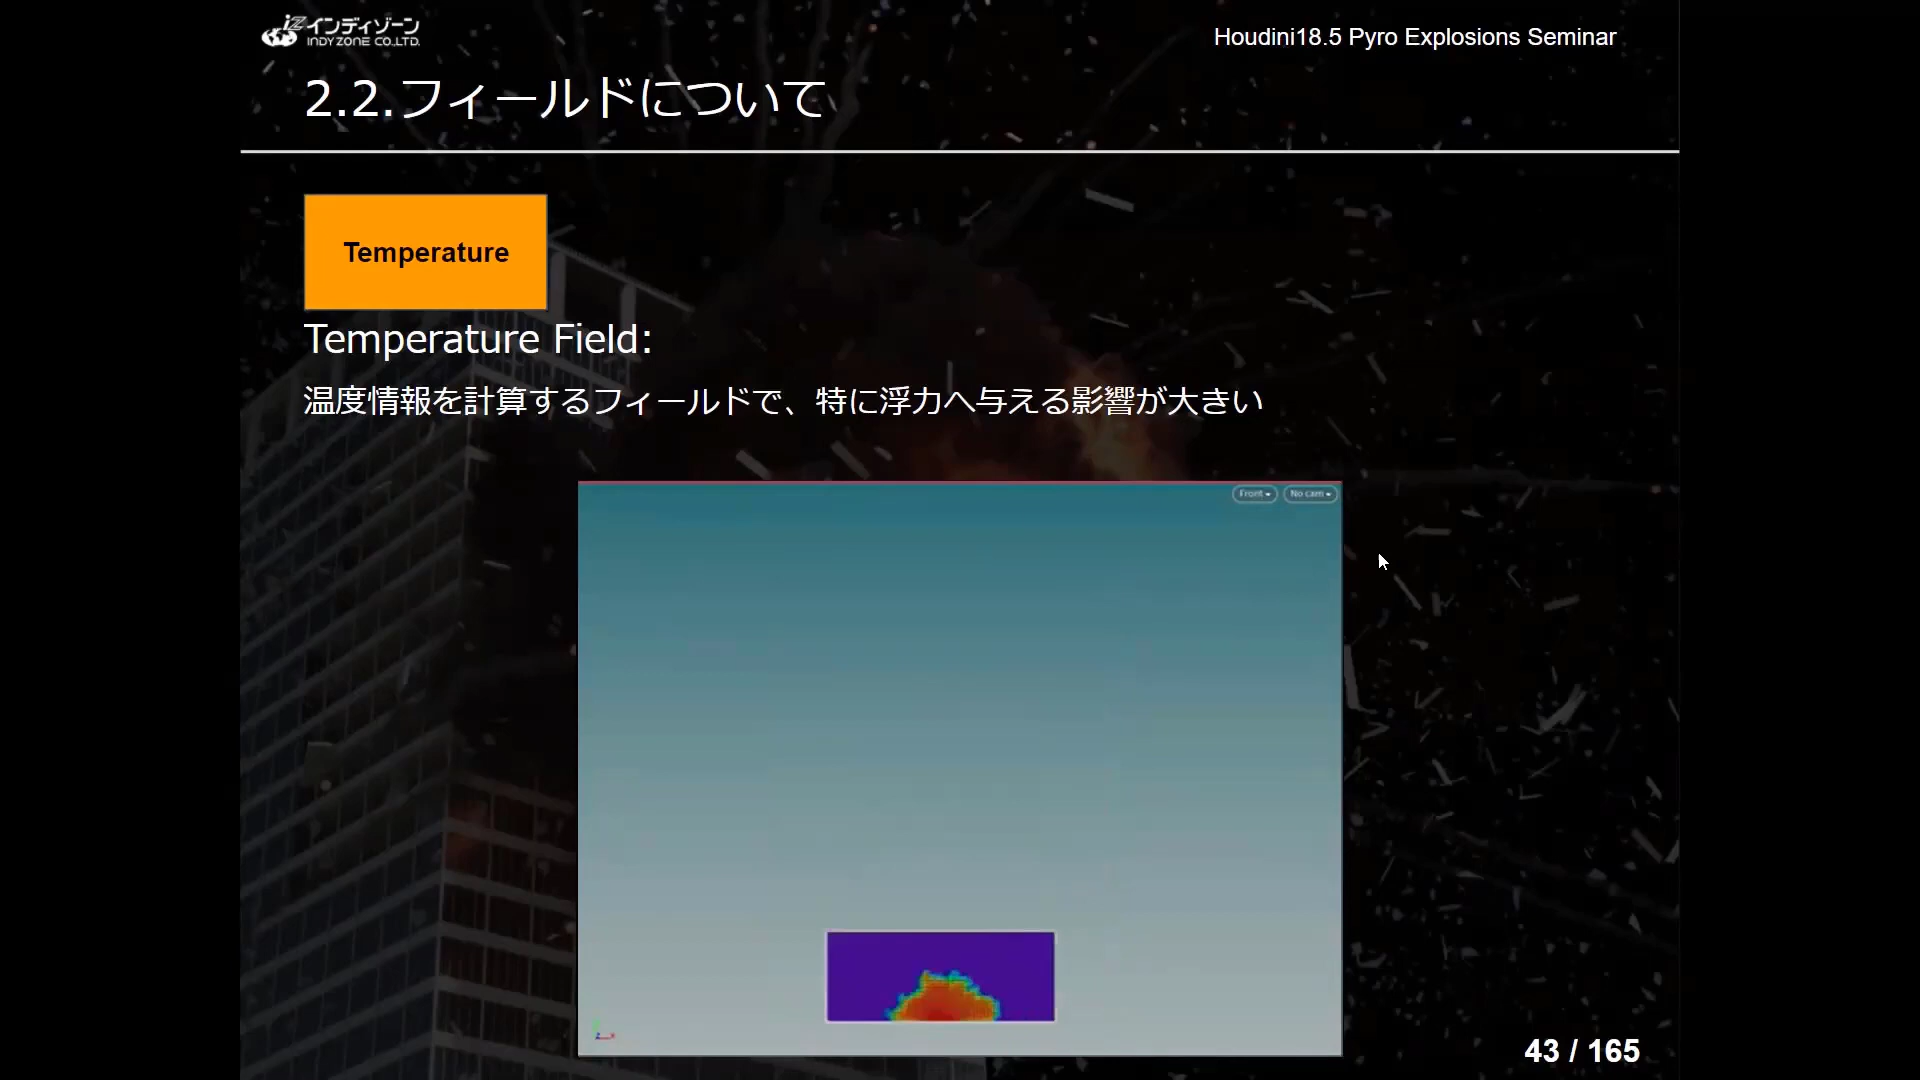 インディゾーン
INDYZONE CO.,LTD.
Houdini18.5 Pyro Explosions Seminar
2.2.フィールドについて
Temperature
Temperature Field:
温度情報を計算するフィールドで、特に浮力へ与える影響が大きい
Front
No cam
43 / 165